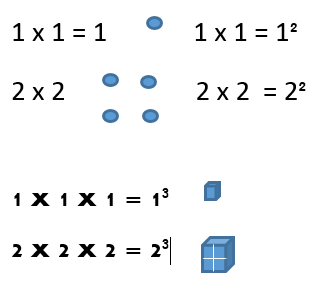 1 x 1 = 1 1 x 1 = 1²
2 x 2 2 x 2 = 2²
1 x 1 x 1 = 1³
2 x 2 x 2 = 2³